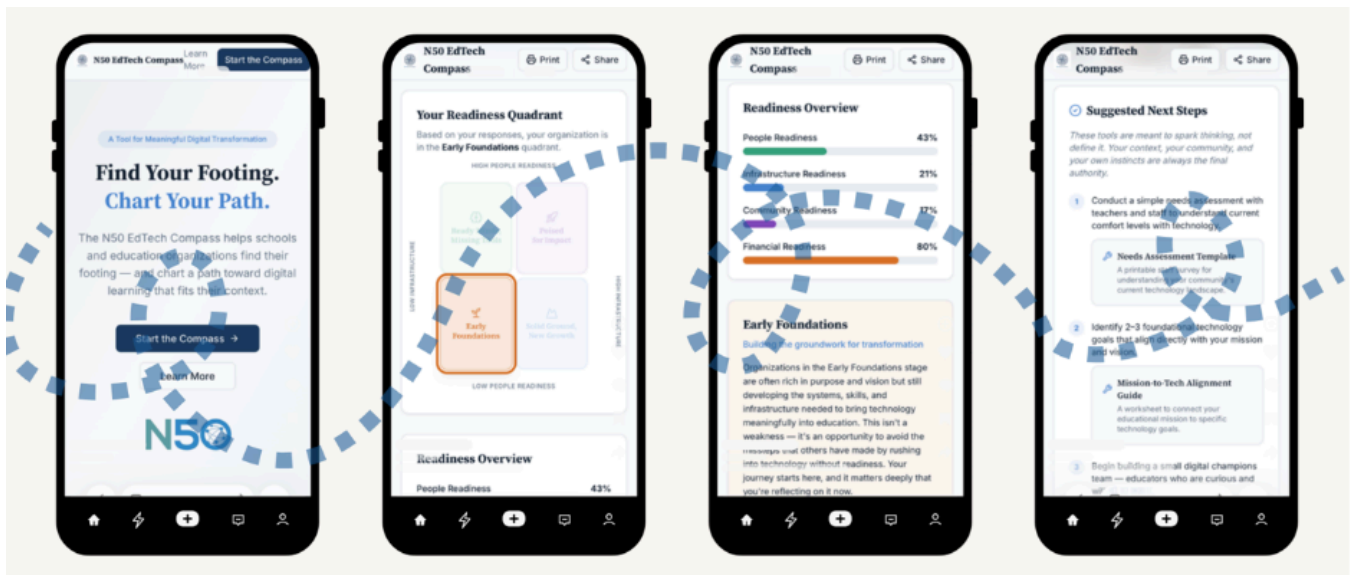 N50 EdTech Compass
Learn
More
Start the Compass
A Tool for Meaningful Digital Transformation
Find Your Footing.
Chart Your Path.
The N50 EdTech Compass helps schools
and education organizations find their
footing — and chart a path toward digital
learning that fits their context.
Start the Compass →
Learn More
N50
N50 EdTech
Compass
Print
Share
Your Readiness Quadrant
Based on your responses, your organization is
in the Early Foundations quadrant.
HIGH PEOPLE READINESS
Poised
for Impact
LOW INFRASTRUCTURE
HIGH INFRASTRUCTURE
Early
Foundations
LOW PEOPLE READINESS
Readiness Overview
People Readiness 43%
N50 EdTech
Compass
Print
Share
Readiness Overview
People Readiness 43%
Infrastructure Readiness 21%
Community Readiness 17%
Financial Readiness 80%
Early Foundations
Building the groundwork for transformation
Organizations in the Early Foundations stage
are often rich in purpose and vision but still
developing the systems, skills, and
infrastructure needed to bring technology
meaningfully into education. This isn't a
weakness — it's an opportunity to avoid the
missteps that others have made by rushing
into technology without readiness. Your
journey starts here, and it matters deeply that
you're reflecting on it now.
N50 EdTech
Compass
Print
Share
Suggested Next Steps
These tools are meant to spark thinking, not
define it. Your context, your community, and
your own instincts are always the final
authority.
1 Conduct a simple needs assessment with
teachers and staff to understand current
comfort levels with technology.
Needs Assessment Template
A printable staff survey for
understanding your community's
current technology landscape.
2 Identify 2–3 foundational technology
goals that align directly with your mission
and vision.
Mission-to-Tech Alignment
Guide
A worksheet to connect your
educational mission to specific
technology goals.
3 Begin building a small digital champions
team — educators who are curious and